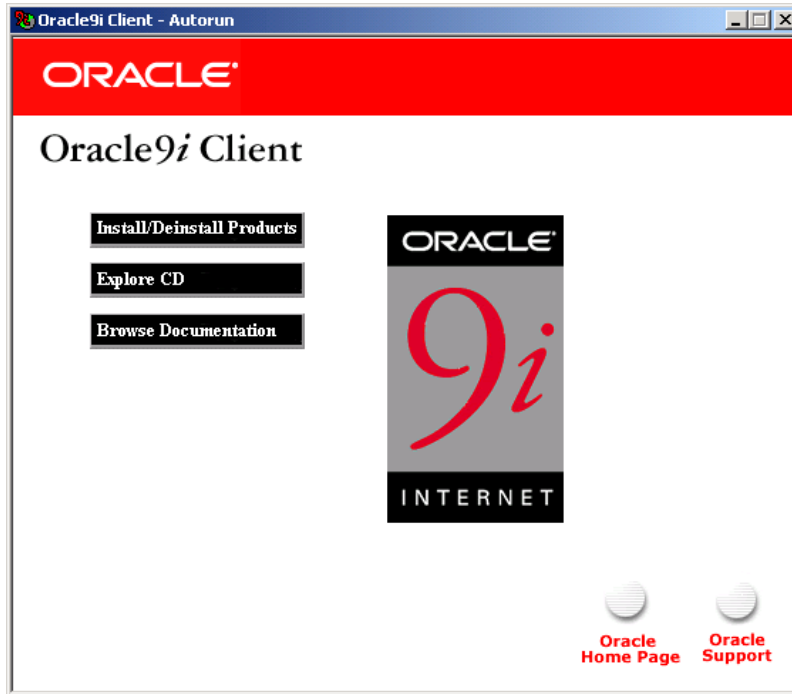 Oracle9i Client - Autorun
ORACLE
Oracle9i Client
Install/Deinstall Products
Explore CD
Browse Documentation
ORACLE
9i
INTERNET
Oracle
Home Page
Oracle
Support